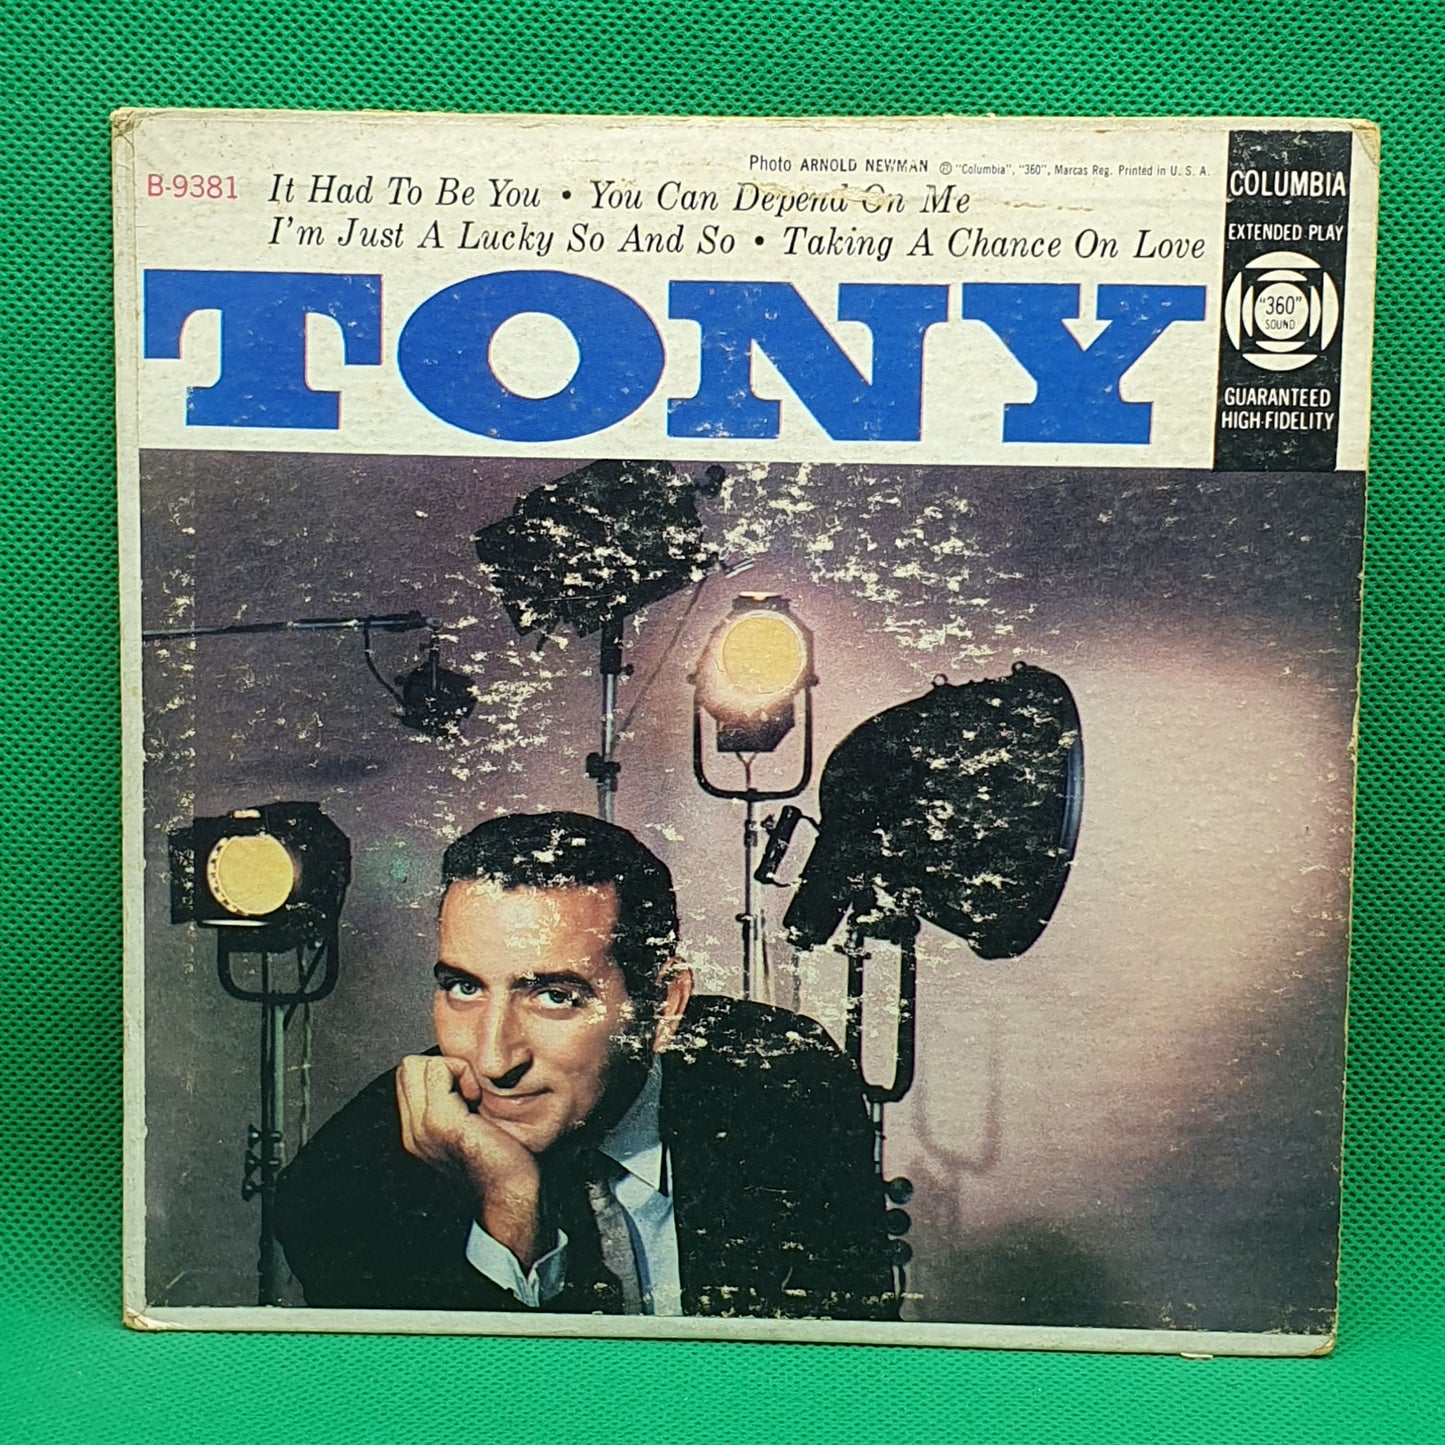 Photo ARNOLD NEWMAN ® "Columbia", "360", Marcas Reg. Printed in U. S. A.
B-9381 It Had To Be You • You Can Depend On Me
I'm Just A Lucky So And So • Taking A Chance On Love
TONY
COLUMBIA
EXTENDED PLAY
"360"
SOUND
GUARANTEED
HIGH-FIDELITY